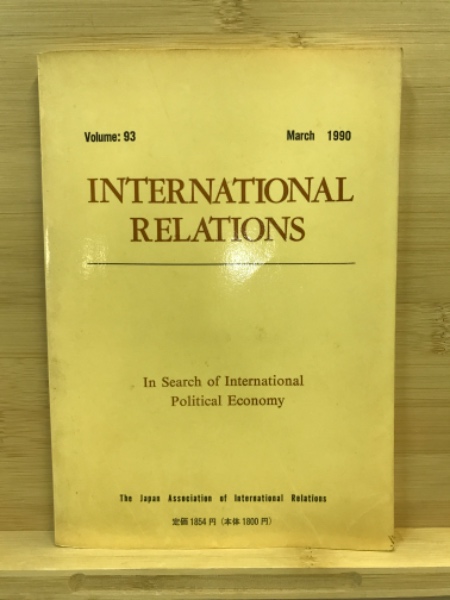 Volume: 93 March 1990
INTERNATIONAL
RELATIONS
In Search of International
Political Economy
The Japan Association of International Relations
定価1854円 (本体1800円)